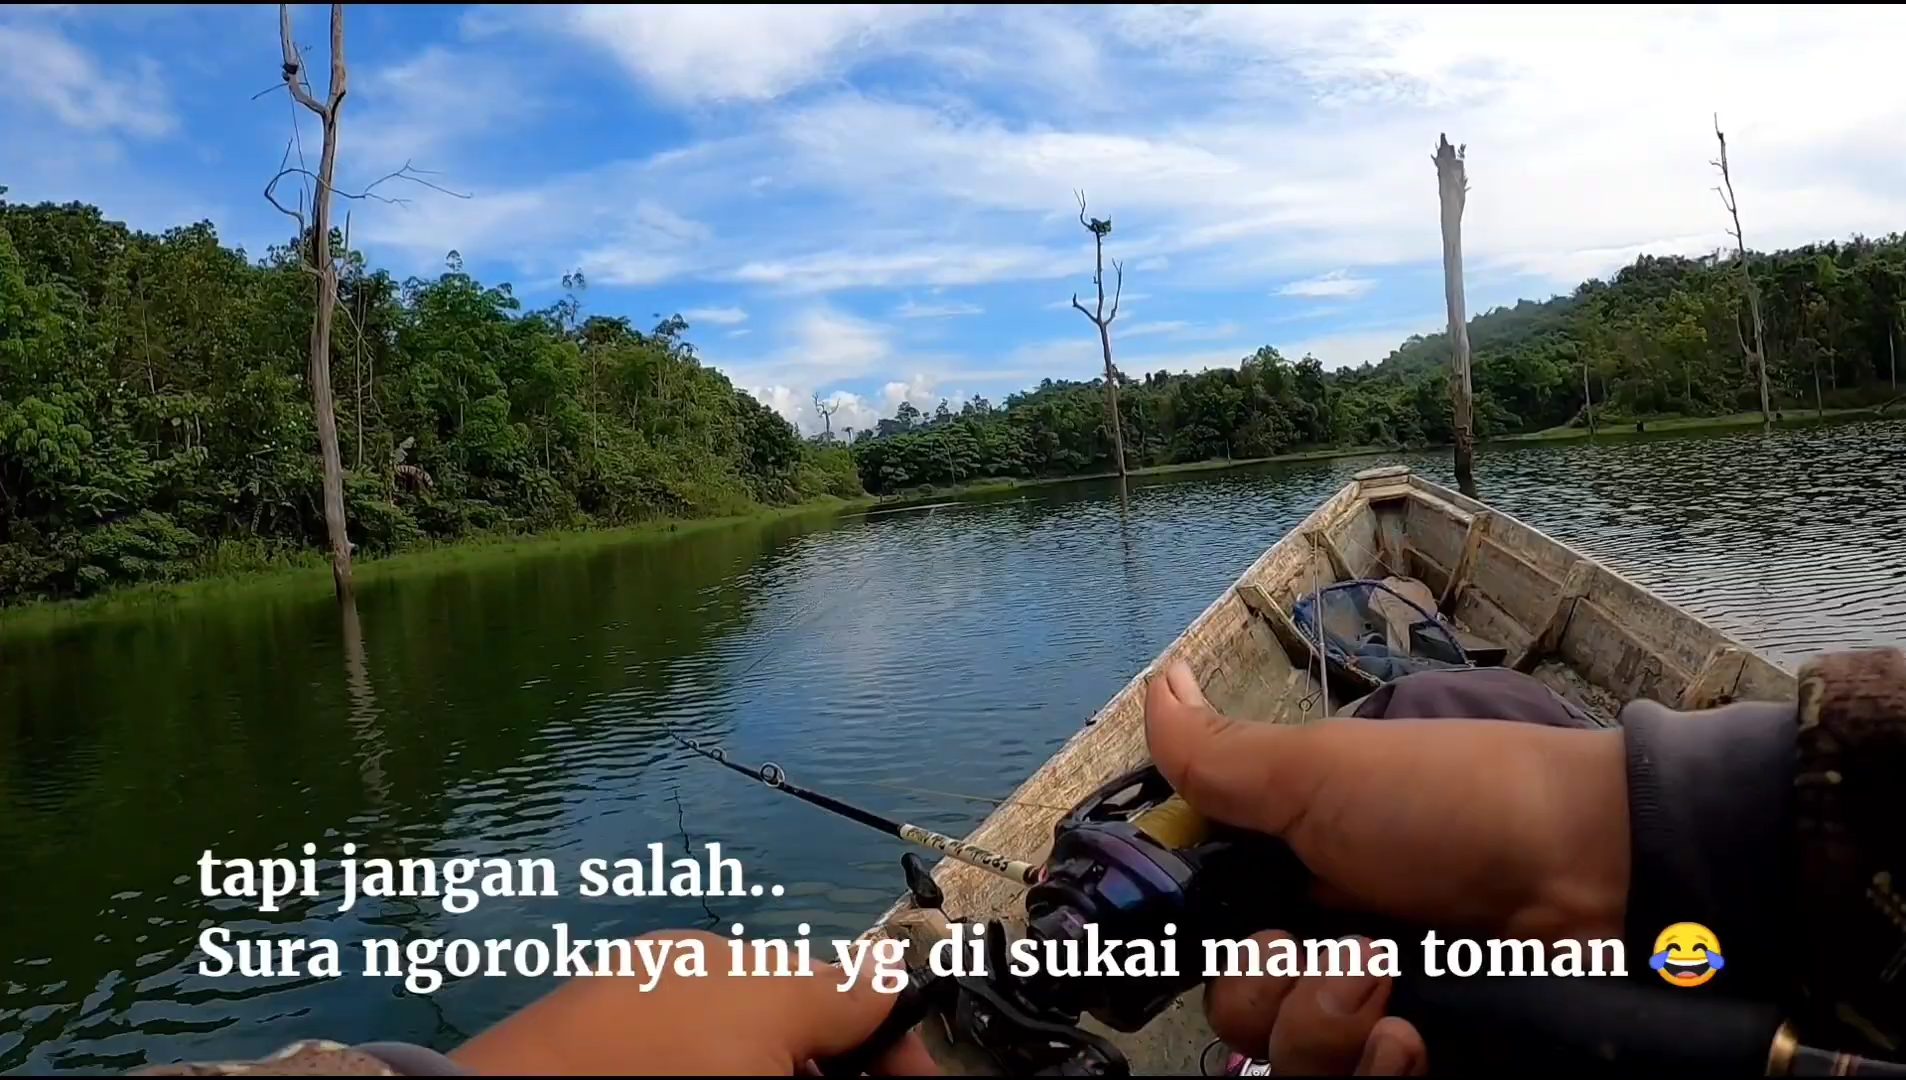 tapi jangan salah..
Sura ngoroknya ini yg di sukai mama toman 😂